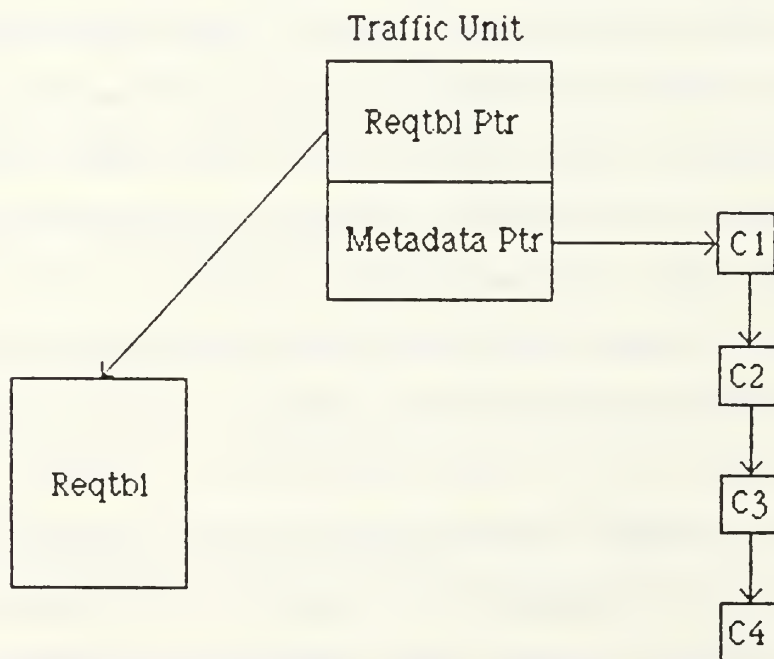 Traffic Unit
Reqtbl Ptr
Metadata Ptr
C1
C2
Reqtbl
C3
C4